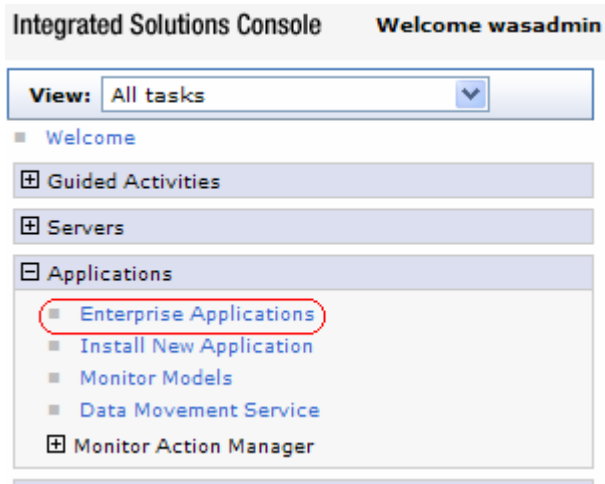 Integrated Solutions Console Welcome wasadmin
View: All tasks
Welcome
Guided Activities
Servers
Applications
Enterprise Applications
Install New Application
Monitor Models
Data Movement Service
Monitor Action Manager